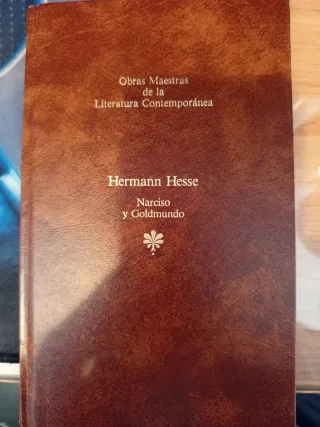 Obras Maestras
de la
Literatura Contemporánea
Hermann Hesse
Narciso
y Goldmundo